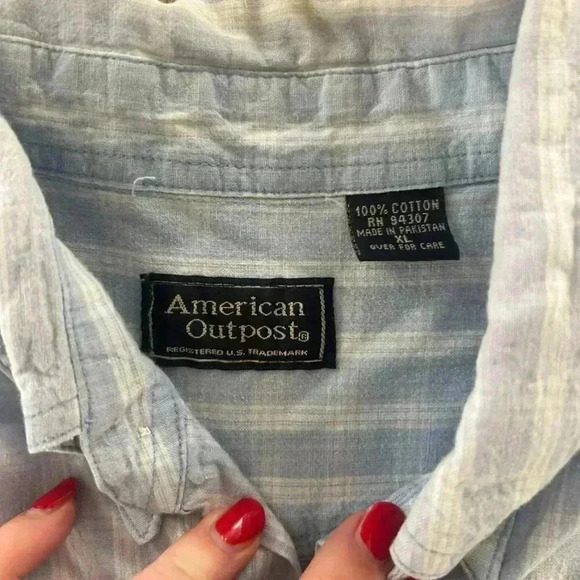 American
Outpost®
REGISTERED U.S. TRADEMARK
100% COTTON
RN 94307
MADE IN PAKISTAN
XL
OVER FOR CARE